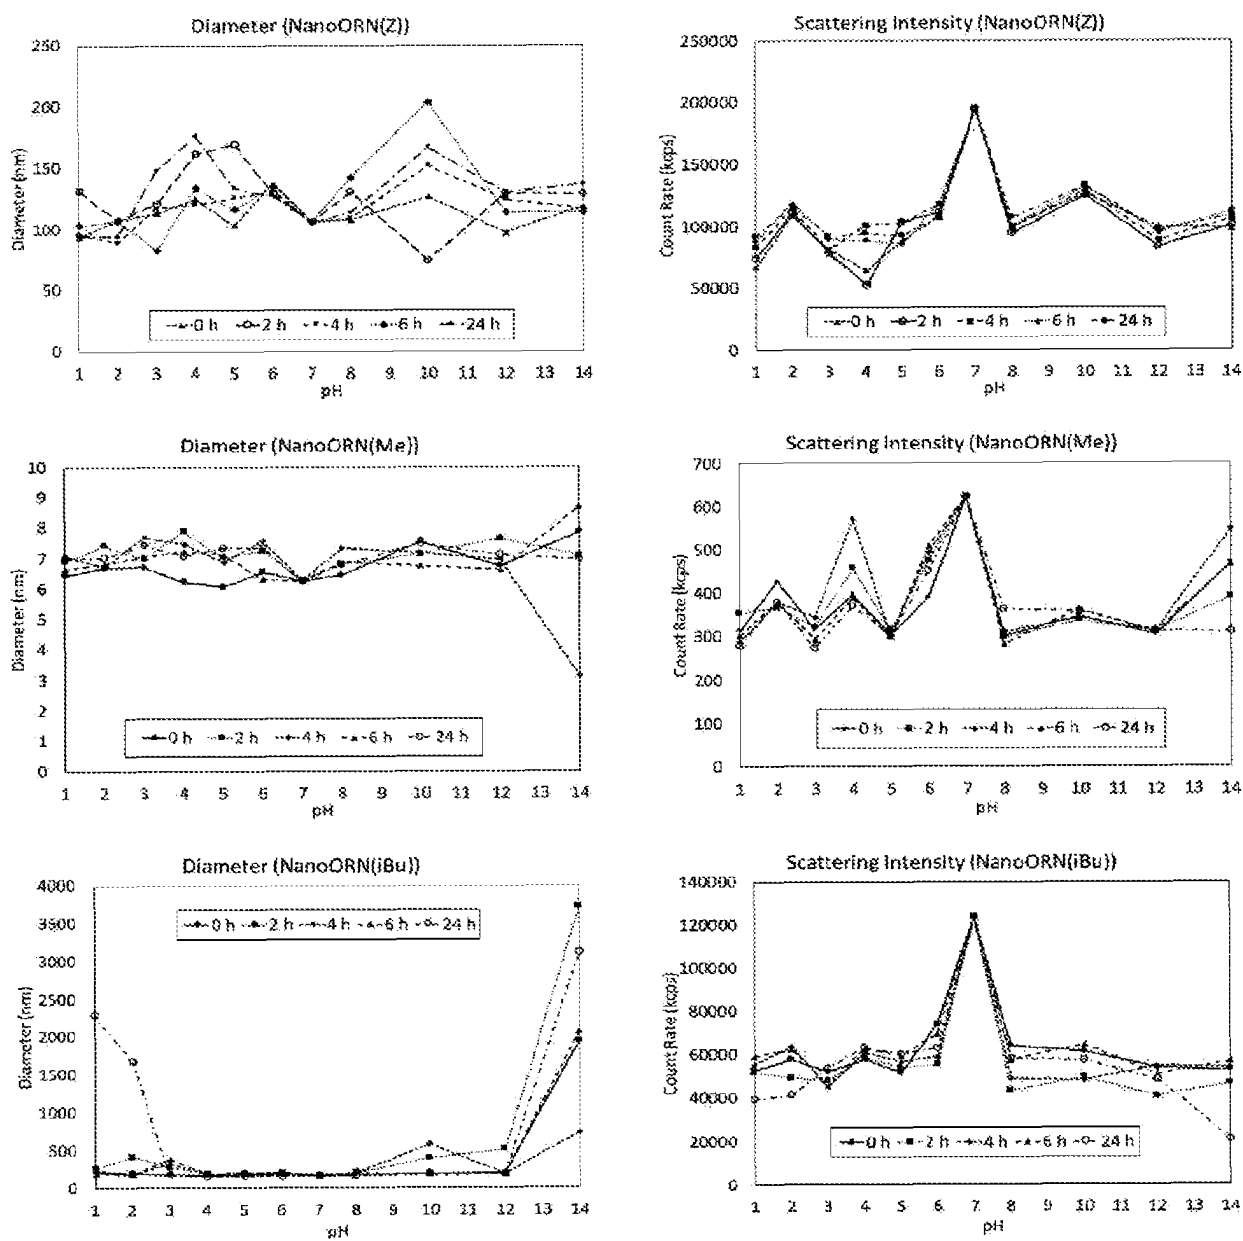 Diameter (NanoORN(Z))
250
200
150
100
50
0
Diameter (nm)
0 h 2 h 4 h 6 h 24 h
1 2 3 4 5 6 7 8 9 10 11 12 13 14
pH
Scattering Intensity (NanoORN(Z))
250000
200000
150000
100000
50000
0
Count Rate (kcps)
0 h 2 h 4 h 6 h 24 h
1 2 3 4 5 6 7 8 9 10 11 12 13 14
pH
Diameter (NanoORN(Me))
10
9
8
7
6
5
4
3
2
1
0
Diameter (nm)
0 h 2 h 4 h 6 h 24 h
1 2 3 4 5 6 7 8 9 10 11 12 13 14
pH
Scattering Intensity (NanoORN(Me))
700
600
500
400
300
200
100
0
Count Rate (kcps)
0 h 2 h 4 h 6 h 24 h
1 2 3 4 5 6 7 8 9 10 11 12 13 14
pH
Diameter (NanoORN(iBu))
4000
3500
3000
2500
2000
1500
1000
500
0
Diameter (nm)
0 h 2 h 4 h 6 h 24 h
1 2 3 4 5 6 7 8 9 10 11 12 13 14
pH
Scattering Intensity (NanoORN(iBu))
140000
120000
100000
80000
60000
40000
20000
0
Count Rate (kcps)
0 h 2 h 4 h 6 h 24 h
1 2 3 4 5 6 7 8 9 10 11 12 13 14
pH